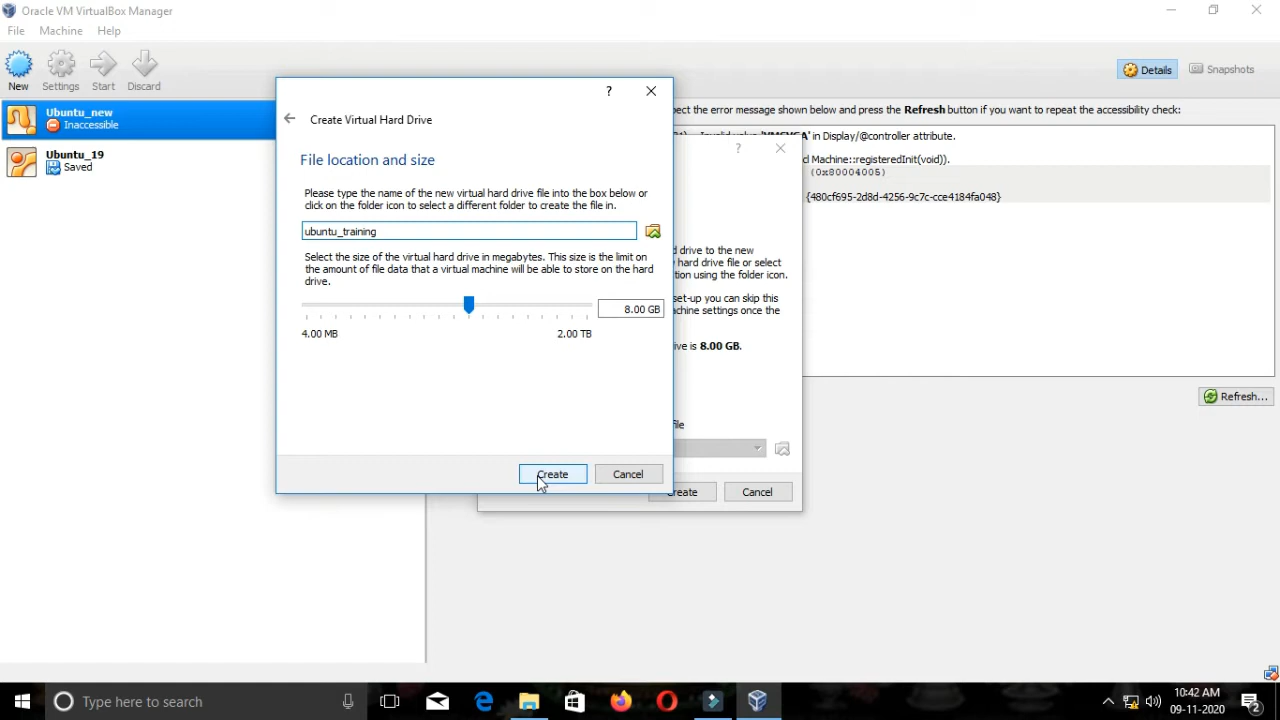 Oracle VM VirtualBox Manager
File Machine Help
New Settings Start Discard
Details Snapshots
Ubuntu_new
Inaccessible
Ubuntu_19
Saved
pect the error message shown below and press the Refresh button if you want to repeat the accessibility check:
in Display/@controller attribute.
Machine::registeredInit(void)).
(0x80004005)
{480cf695-2d8d-4256-9c7c-cce4184fa048}
Refresh...
Create Virtual Hard Drive
File location and size
Please type the name of the new virtual hard drive file into the box below or
click on the folder icon to select a different folder to create the file in.
ubuntu_training
Select the size of the virtual hard drive in megabytes. This size is the limit on
the amount of file data that a virtual machine will be able to store on the hard
drive.
8.00 GB
4.00 MB 2.00 TB
Create Cancel
d drive to the new
hard drive file or select
tion using the folder icon.
set-up you can skip this
achine settings once the
ive is 8.00 GB.
file
Create Cancel
Type here to search
10:42 AM
09-11-2020
2